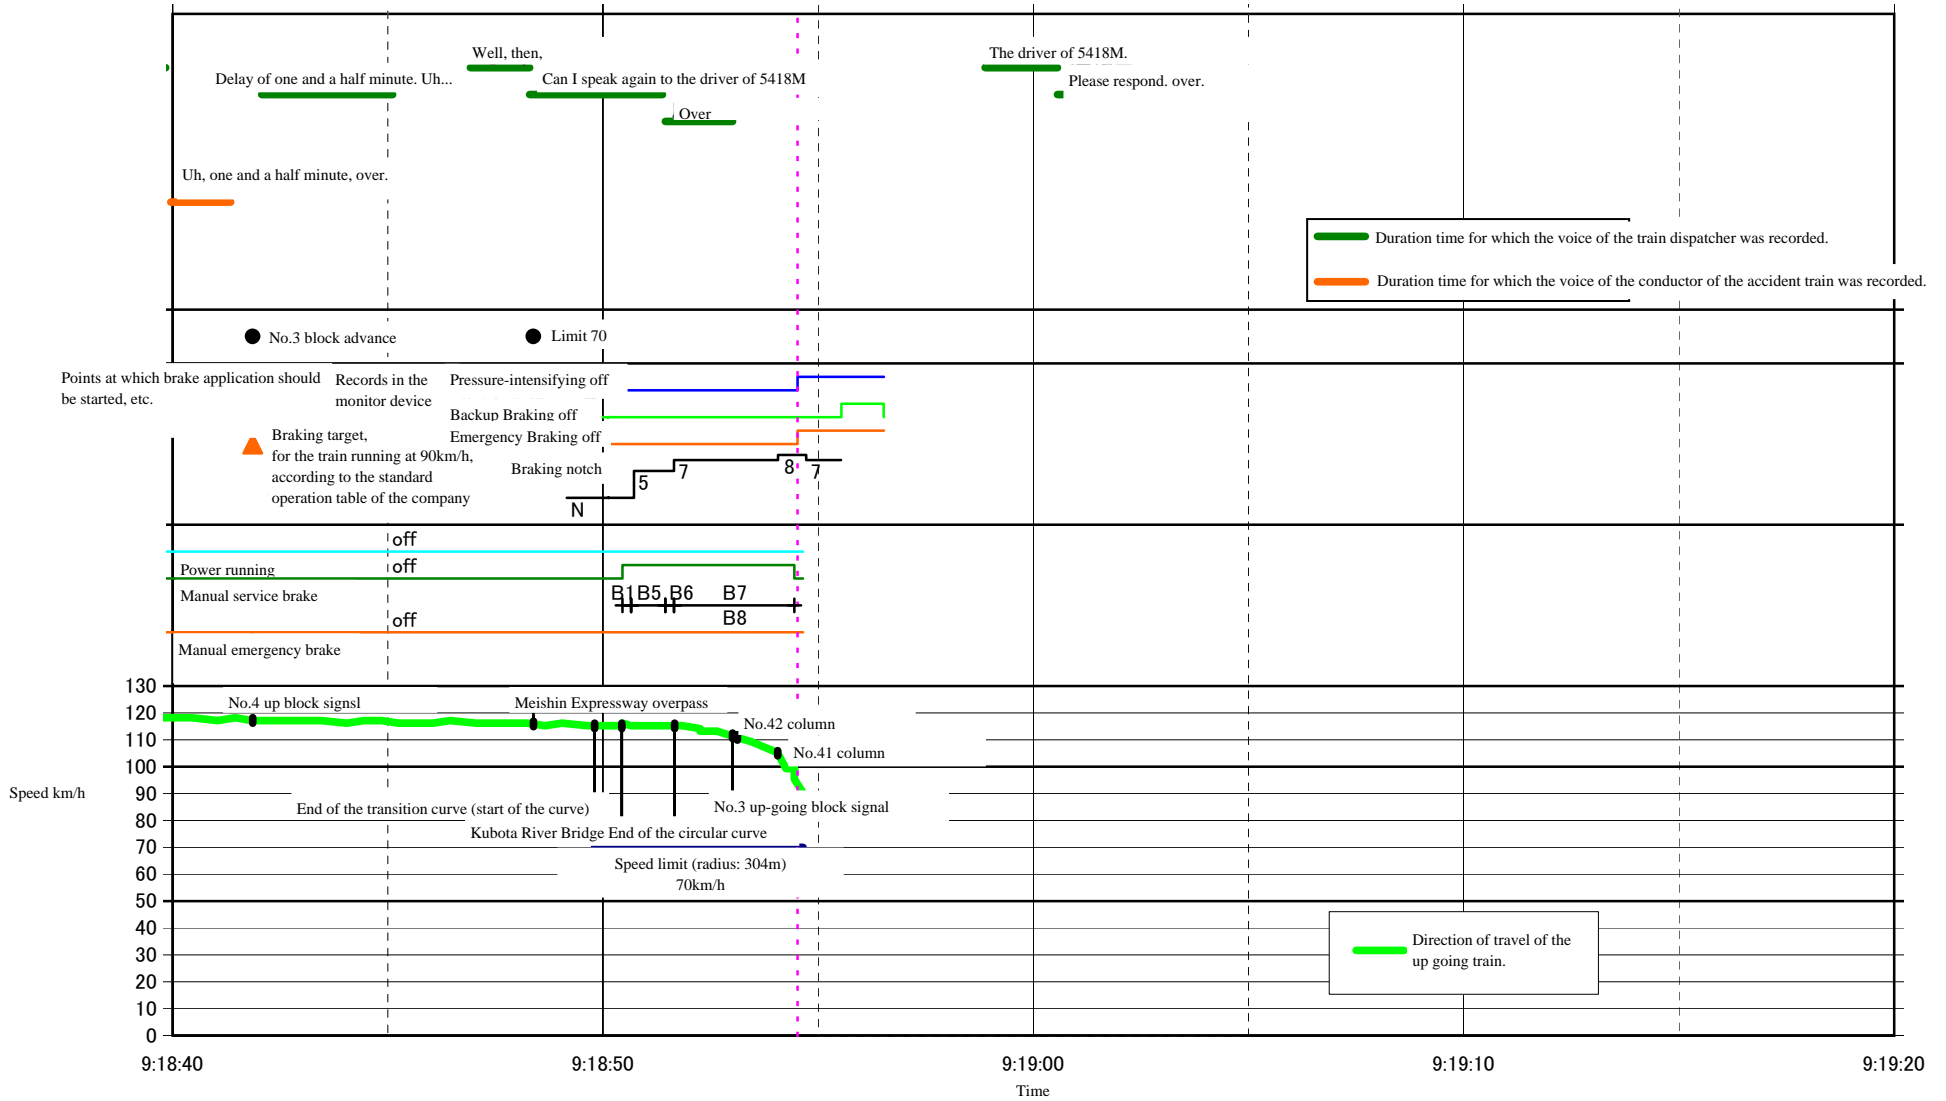 Well, then,
The driver of 5418M.
Delay of one and a half minute. Uh...
Can I speak again to the driver of 5418M
Please respond. over.
Over
Uh, one and a half minute, over.
Duration time for which the voice of the train dispatcher was recorded.
Duration time for which the voice of the conductor of the accident train was recorded.
No.3 block advance
Limit 70
Points at which brake application should
be started, etc.
Records in the
monitor device
Pressure-intensifying off
Backup Braking off
Emergency Braking off
Braking target,
for the train running at 90km/h,
according to the standard
operation table of the company
Braking notch
N
5
7
8
7
off
Power running
off
Manual service brake
B1
B5
B6
B7
B8
off
Manual emergency brake
130
120
110
100
90
80
70
60
50
40
30
20
10
0
Speed km/h
No.4 up block signsl
Meishin Expressway overpass
No.42 column
No.41 column
End of the transition curve (start of the curve)
No.3 up-going block signal
Kubota River Bridge End of the circular curve
Speed limit (radius: 304m)
70km/h
Direction of travel of the
up going train.
9:18:40
9:18:50
9:19:00
9:19:10
9:19:20
Time